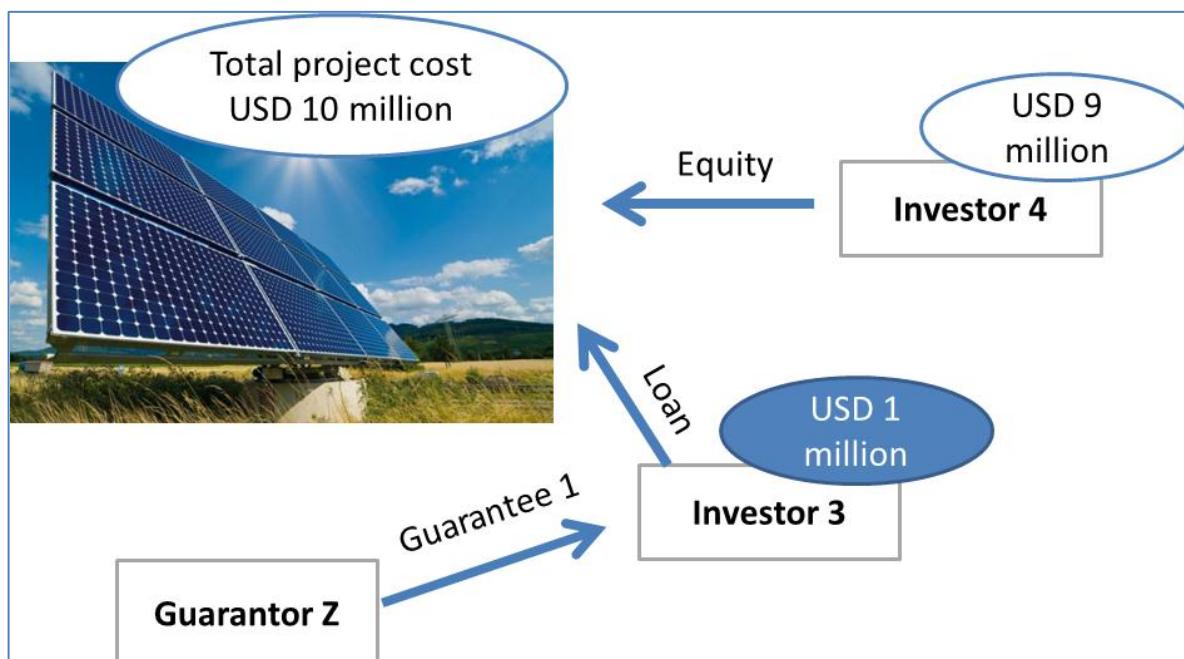 Total project cost
USD 10 million
USD 9
million
Equity
Investor 4
Loan
USD 1
million
Guarantee 1
Investor 3
Guarantor Z